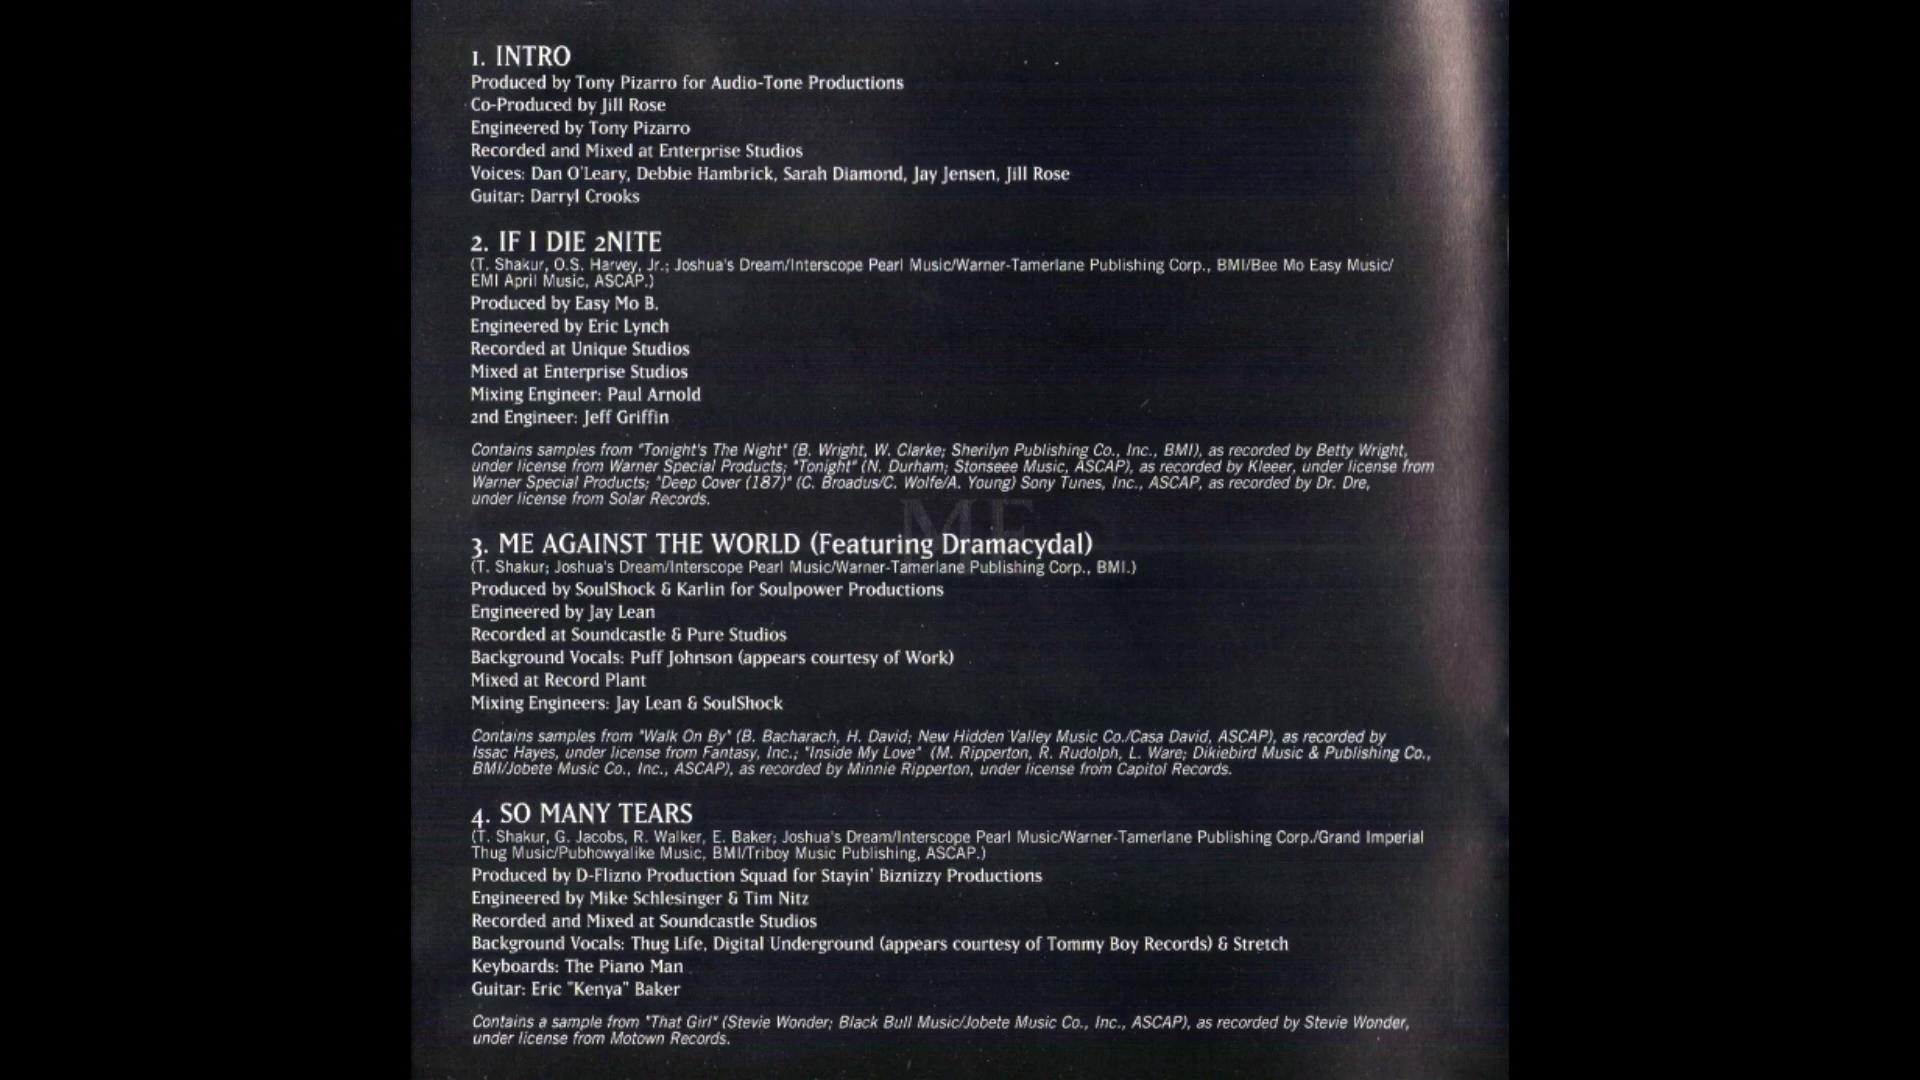 1. INTRO
Produced by Tony Pizarro for Audio-Tone Productions
Co-Produced by Jill Rose
Engineered by Tony Pizarro
Recorded and Mixed at Enterprise Studios
Voices: Dan O'Leary, Debbie Hambrick, Sarah Diamond, Jay Jensen, Jill Rose
Guitar: Darryl Crooks
2. IF I DIE 2NITE
(T. Shakur, O.S. Harvey, Jr.; Joshua's Dream/Interscope Pearl Music/Warner-Tamerlane Publishing Corp., BMI/Bee Mo Easy Music/
EMI April Music, ASCAP.)
Produced by Easy Mo B.
Engineered by Eric Lynch
Recorded at Unique Studios
Mixed at Enterprise Studios
Mixing Engineer: Paul Arnold
2nd Engineer: Jeff Griffin
Contains samples from "Tonight's The Night" (B. Wright, W. Clarke; Sherilyn Publishing Co., Inc., BMI), as recorded by Betty Wright,
under license from Warner Special Products; "Tonight" (N. Durham; Stonseee Music, ASCAP), as recorded by Kleeer, under license from
Warner Special Products; "Deep Cover (187)" (C. Broadus/C. Wolfe/A. Young) Sony Tunes, Inc., ASCAP, as recorded by Dr. Dre,
under license from Solar Records.
ME
3. ME AGAINST THE WORLD (Featuring Dramacydal)
(T. Shakur; Joshua's Dream/Interscope Pearl Music/Warner-Tamerlane Publishing Corp., BMI.)
Produced by SoulShock & Karlin for Soulpower Productions
Engineered by Jay Lean
Recorded at Soundcastle & Pure Studios
Background Vocals: Puff Johnson (appears courtesy of Work)
Mixed at Record Plant
Mixing Engineers: Jay Lean & SoulShock
Contains samples from "Walk On By" (B. Bacharach, H. David; New Hidden Valley Music Co./Casa David, ASCAP), as recorded by
Issac Hayes, under license from Fantasy, Inc.; "Inside My Love" (M. Ripperton, R. Rudolph, L. Ware; Dikiebird Music & Publishing Co.,
BMI/Jobete Music Co., Inc., ASCAP), as recorded by Minnie Ripperton, under license from Capitol Records.
4. SO MANY TEARS
(T. Shakur, G. Jacobs, R. Walker, E. Baker; Joshua's Dream/Interscope Pearl Music/Warner-Tamerlane Publishing Corp./Grand Imperial
Thug Music/Pubhowyalike Music, BMI/Triboy Music Publishing, ASCAP.)
Produced by D-Flizno Production Squad for Stayin' Biznizzy Productions
Engineered by Mike Schlesinger & Tim Nitz
Recorded and Mixed at Soundcastle Studios
Background Vocals: Thug Life, Digital Underground (appears courtesy of Tommy Boy Records) & Stretch
Keyboards: The Piano Man
Guitar: Eric "Kenya" Baker
Contains a sample from "That Girl" (Stevie Wonder; Black Bull Music/Jobete Music Co., Inc., ASCAP), as recorded by Stevie Wonder,
under license from Motown Records.